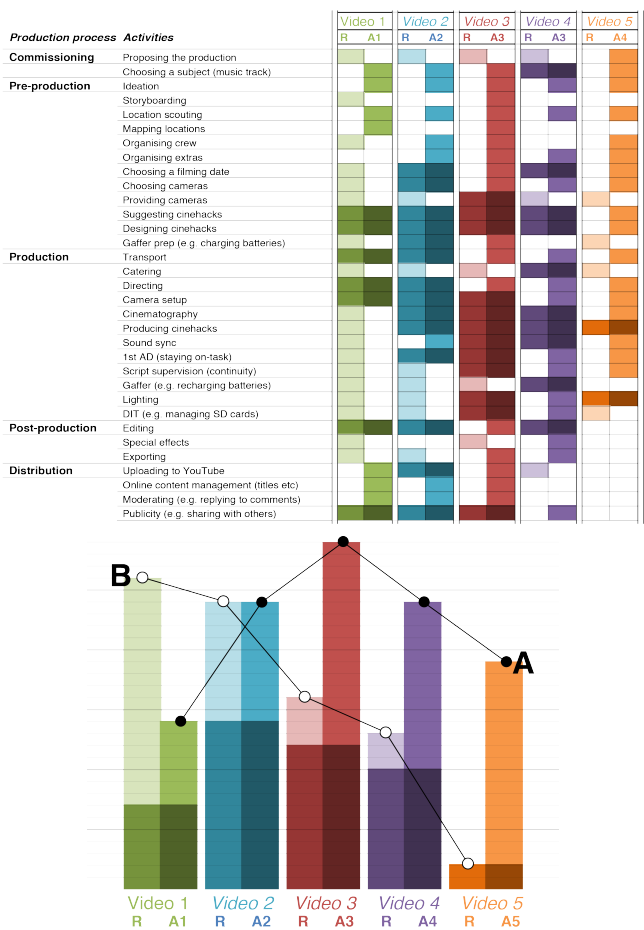 Video 1 Video 2 Video 3 Video 4 Video 5
Production process Activities R A1 R A2 R A3 R A3 R A4
Commissioning Proposing the production
Choosing a subject (music track)
Pre-production Ideation
Storyboarding
Location scouting
Mapping locations
Organising crew
Organising extras
Choosing a filming date
Choosing cameras
Providing cameras
Suggesting cinehacks
Designing cinehacks
Gaffer prep (e.g. charging batteries)
Production Transport
Catering
Directing
Camera setup
Cinematography
Producing cinehacks
Sound sync
1st AD (staying on-task)
Script supervision (continuity)
Gaffer (e.g. recharging batteries)
Lighting
DIT (e.g. managing SD cards)
Post-production Editing
Special effects
Exporting
Distribution Uploading to YouTube
Online content management (titles etc)
Moderating (e.g. replying to comments)
Publicity (e.g. sharing with others)
B
A
Video 1 Video 2 Video 3 Video 4 Video 5
R A1 R A2 R A3 R A4 R A5